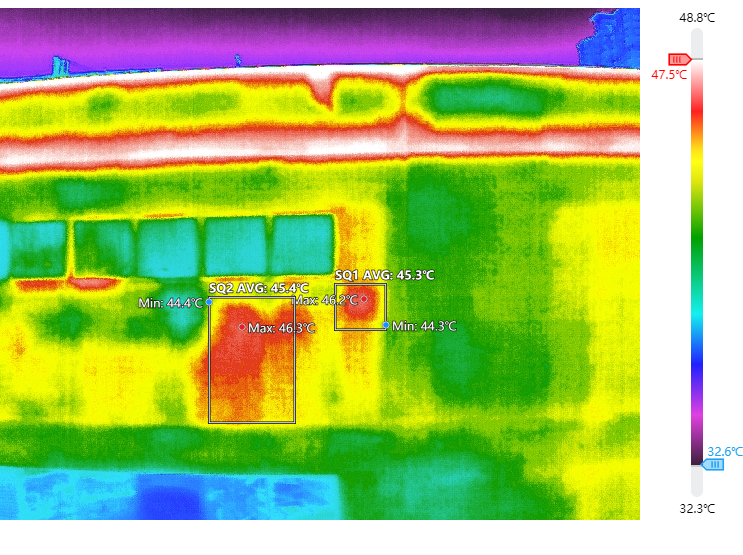 48.8℃
47.5℃
SQ1 AVG: 45.3℃
SQ2 AVG: 45.4℃
Min: 44.4℃
Max: 46.2℃
Max: 46.3℃
Min: 44.3℃
32.6℃
32.3℃